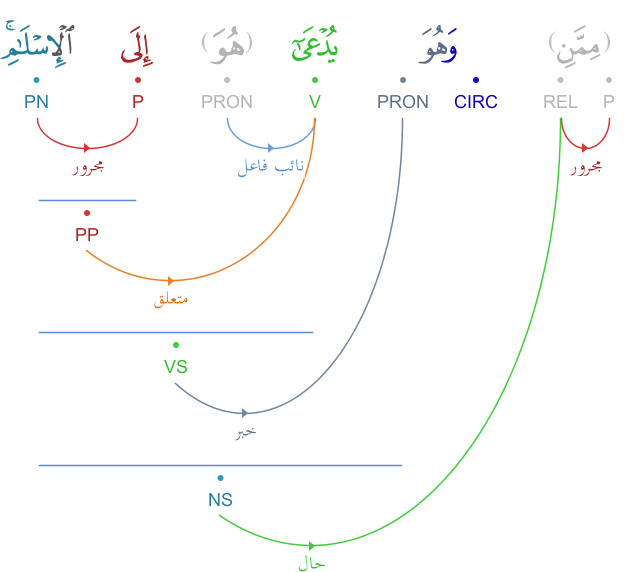 (مِمَّنِ) وَهُوَ يُدْعَىٰٓ (هُوَ) إِلَى ٱلْإِسْلَٰمِ ۚ
P REL CIRC PRON V PRON P PN
مجرور نائب فاعل مجرور
PP
متعلق
VS
خبر
NS
حال